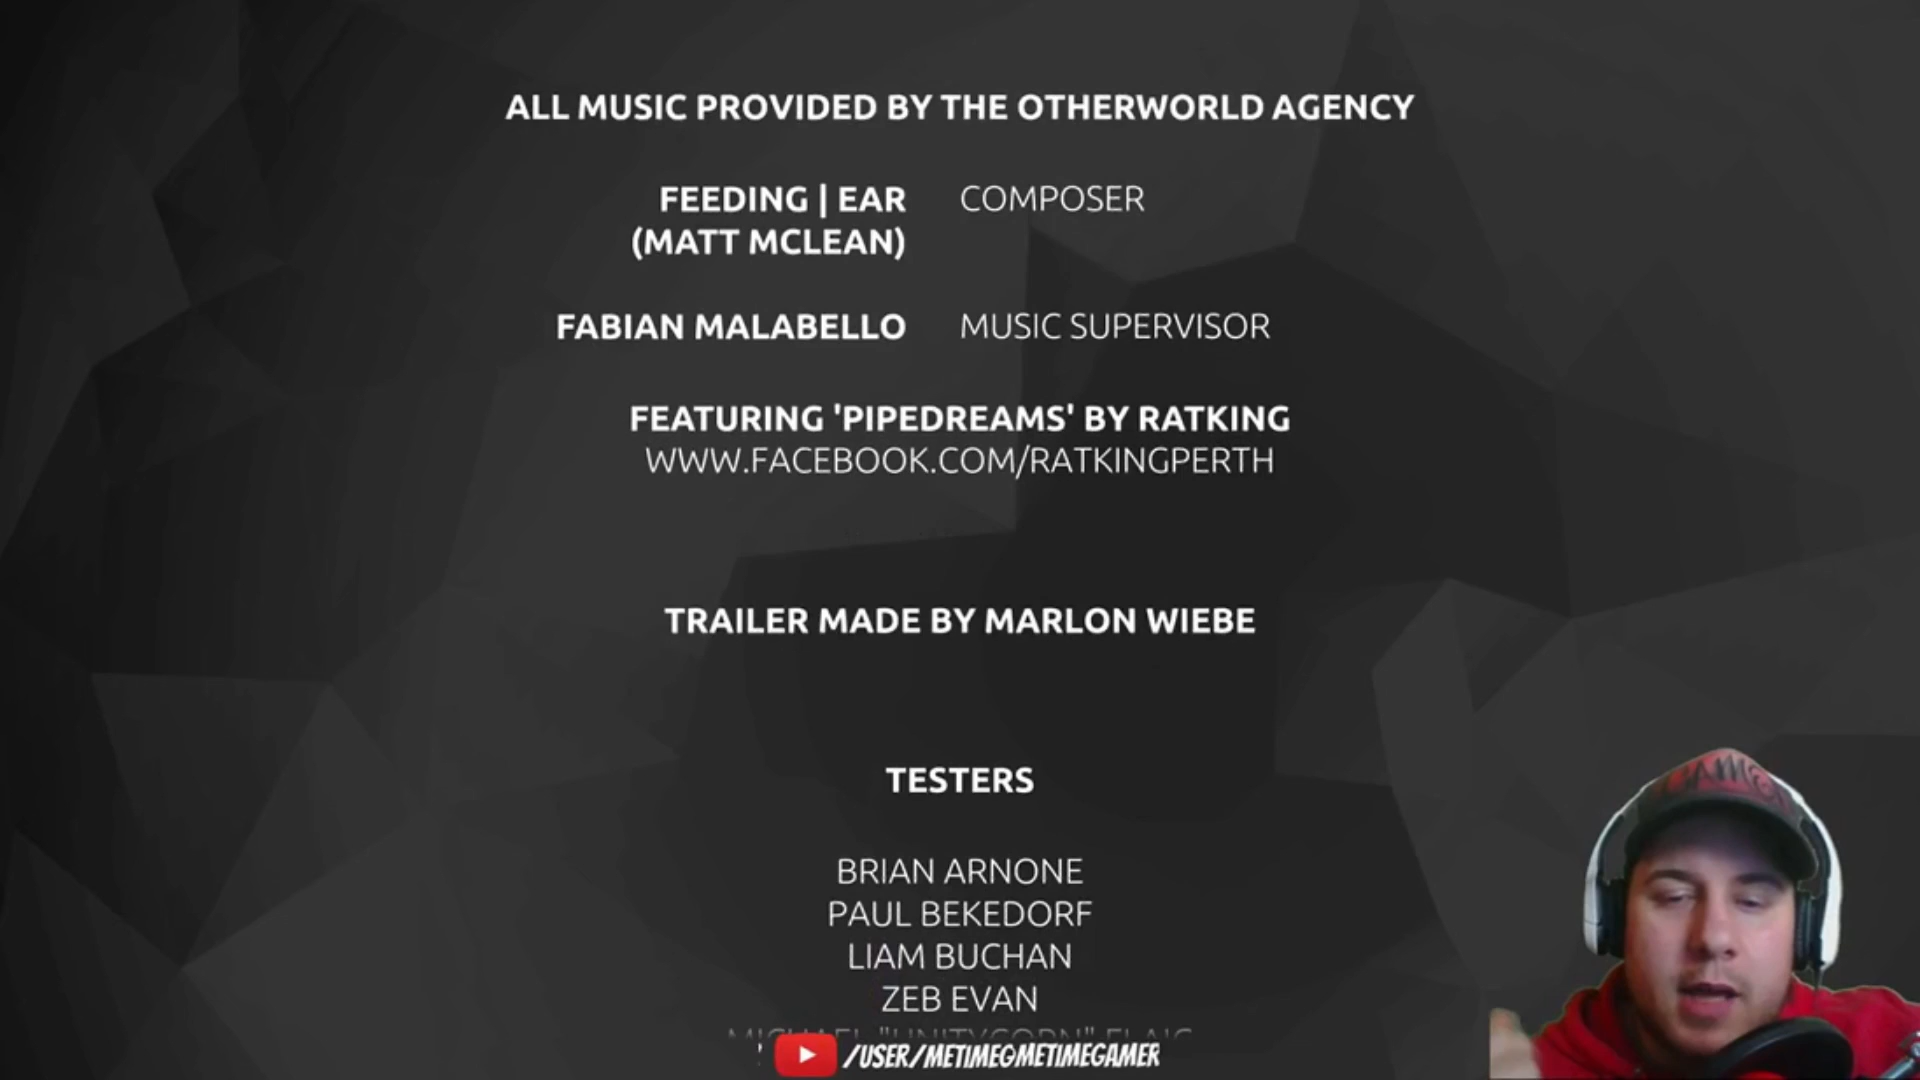 ALL MUSIC PROVIDED BY THE OTHERWORLD AGENCY
FEEDING | EAR COMPOSER
(MATT MCLEAN)
FABIAN MALABELLO MUSIC SUPERVISOR
FEATURING 'PIPEDREAMS' BY RATKING
WWW.FACEBOOK.COM/RATKINGPERTH
TRAILER MADE BY MARLON WIEBE
TESTERS
BRIAN ARNONE
PAUL BEKEDORF
LIAM BUCHAN
ZEB EVAN
MICHAEL "UNITYCORN"
/USER/METIMEGMETIMEGAMER